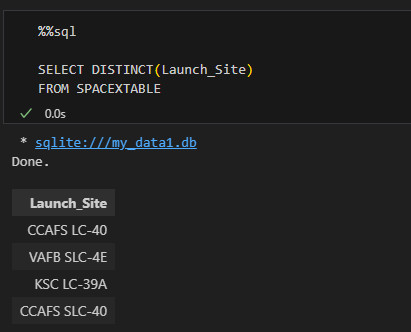 %%sql
SELECT DISTINCT(Launch_Site)
FROM SPACEXTABLE
0.0s
* sqlite:///my_data1.db
Done.
Launch_Site
CCAFS LC-40
VAFB SLC-4E
KSC LC-39A
CCAFS SLC-40